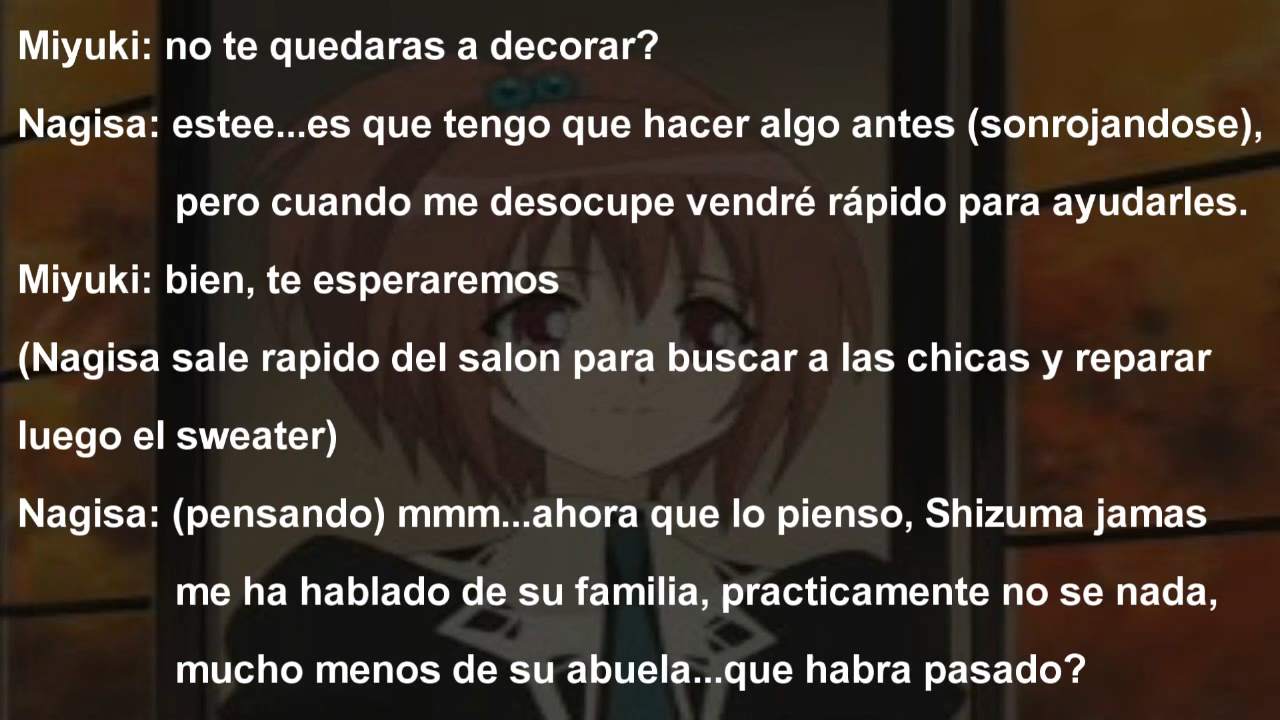 Miyuki: no te quedaras a decorar?
Nagisa: estee...es que tengo que hacer algo antes (sonrojandose),
pero cuando me desocupe vendré rápido para ayudarles.
Miyuki: bien, te esperaremos
(Nagisa sale rapido del salon para buscar a las chicas y reparar
luego el sweater)
Nagisa: (pensando) mmm...ahora que lo pienso, Shizuma jamas
me ha hablado de su familia, practicamente no se nada,
mucho menos de su abuela...que habra pasado?